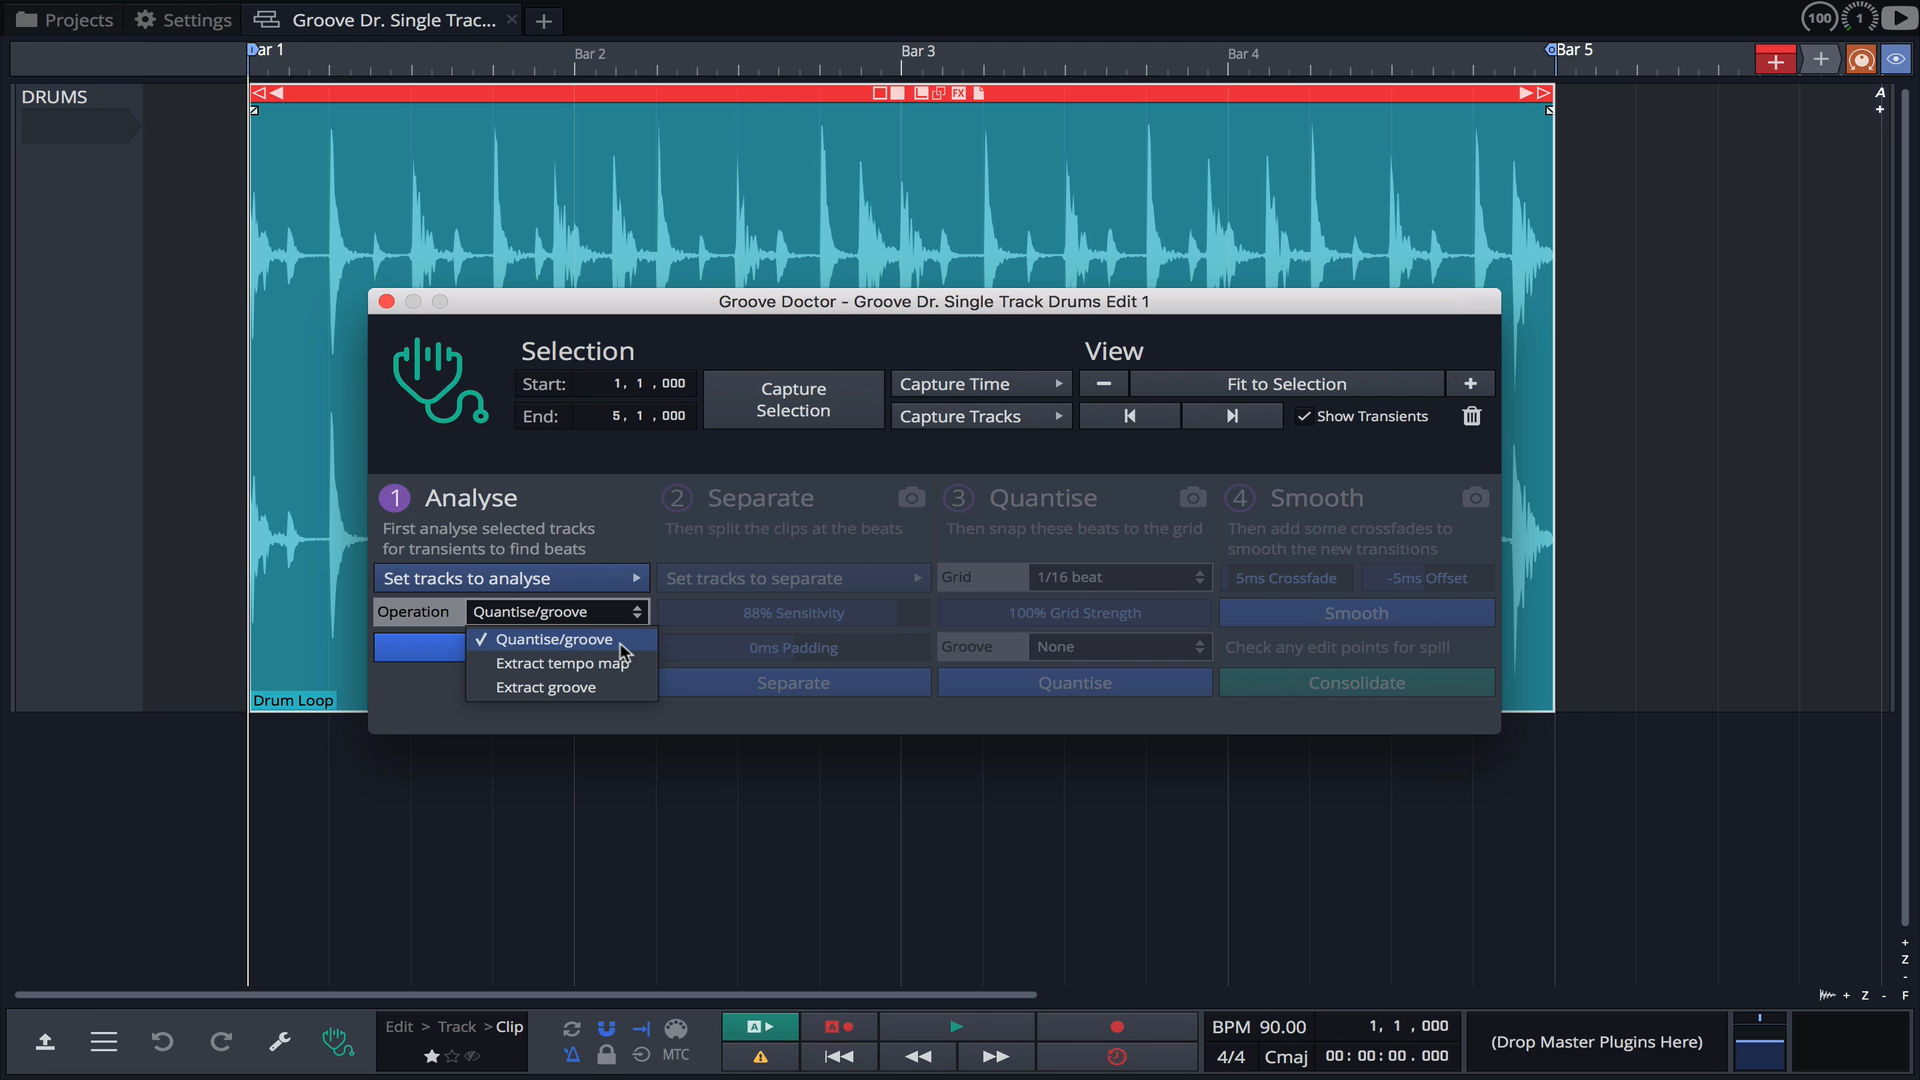 Projects
Settings
Groove Dr. Single Trac...
100
1
Bar 1
Bar 2
Bar 3
Bar 4
Bar 5
DRUMS
FX
A
Groove Doctor - Groove Dr. Single Track Drums Edit 1
Selection
View
Start: 1, 1 ,000
Capture Selection
Capture Time
Fit to Selection
End: 5, 1 ,000
Capture Tracks
Show Transients
1 Analyse
First analyse selected tracks
for transients to find beats
Set tracks to analyse
Operation Quantise/groove
Quantise/groove
Extract tempo map
Extract groove
2 Separate
Then split the clips at the beats
Set tracks to separate
88% Sensitivity
0ms Padding
Separate
3 Quantise
Then snap these beats to the grid
Grid 1/16 beat
100% Grid Strength
Groove None
Quantise
4 Smooth
Then add some crossfades to
smooth the new transitions
5ms Crossfade -5ms Offset
Smooth
Check any edit points for spill
Consolidate
Drum Loop
+
Z
-
+ Z - F
Edit > Track > Clip
MTC
A
A
BPM 90.00 1, 1 ,000
4/4 Cmaj 00:00:00.000
(Drop Master Plugins Here)